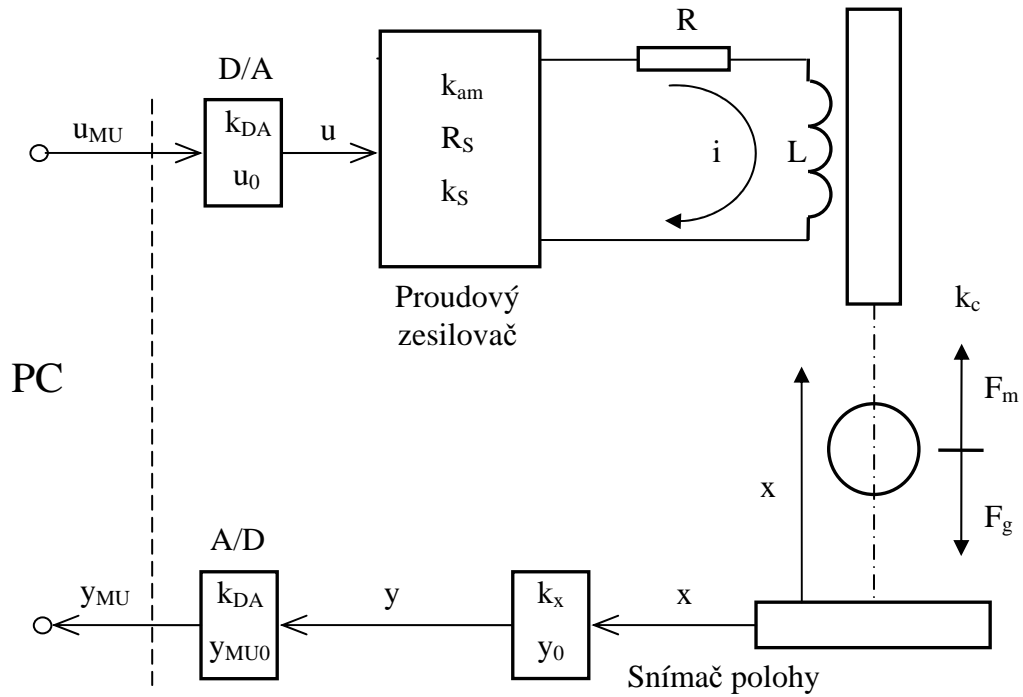 R
D/A
k_am
k_DA
u_MU
u
R_S
i
L
u_0
k_S
Proudový
zesilovač
k_c
PC
F_m
x
F_g
A/D
y_MU
k_DA
y
k_x
x
y_MU0
y_0
Snímač polohy